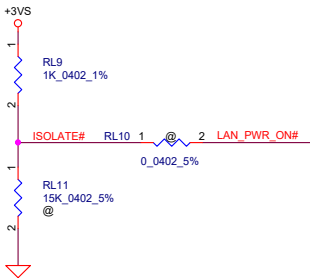 +3VS
1
RL9
1K_0402_1%
2
ISOLATE# RL10 1 @ 2 LAN_PWR_ON#
0_0402_5%
1
RL11
15K_0402_5%
@
2